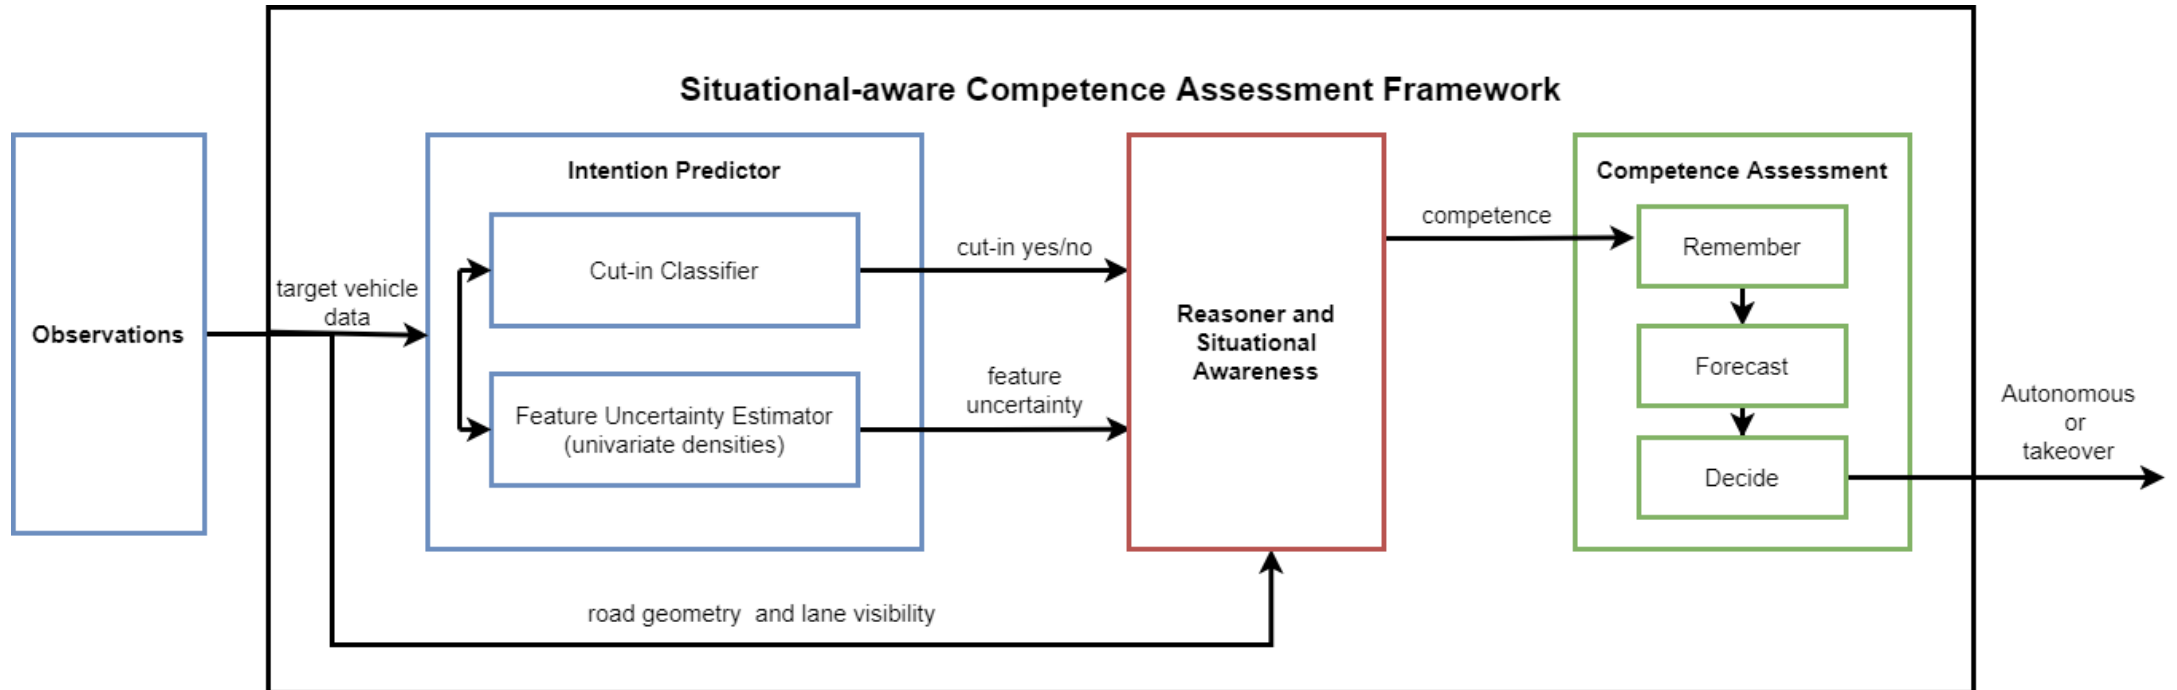 Situational-aware Competence Assessment Framework
Observations
target vehicle
data
Intention Predictor
Cut-in Classifier
Feature Uncertainty Estimator
(univariate densities)
cut-in yes/no
feature
uncertainty
road geometry  and lane visibility
Reasoner and
Situational
Awareness
competence
Competence Assessment
Remember
Forecast
Decide
Autonomous
or
takeover